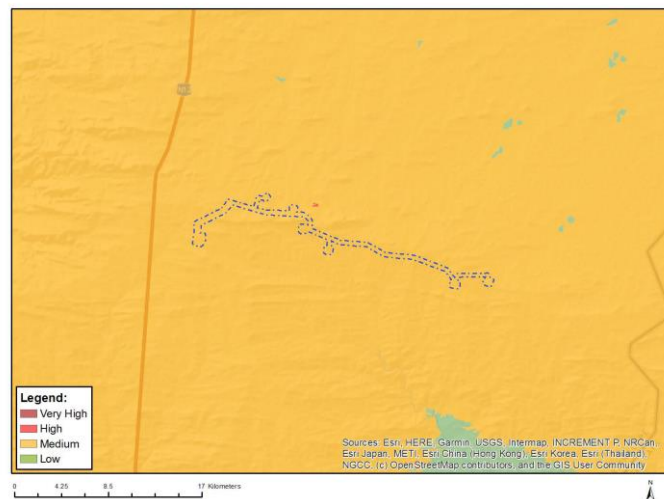 Legend:
Very High
High
Medium
Low
Sources: Esri, HERE, Garmin, USGS, Intermap, INCREMENT P, NRCan,
Esri Japan, METI, Esri China (Hong Kong), Esri Korea, Esri (Thailand),
NGCC, (c) OpenStreetMap contributors, and the GIS User Community
0 4.25 8.5 17 Kilometers